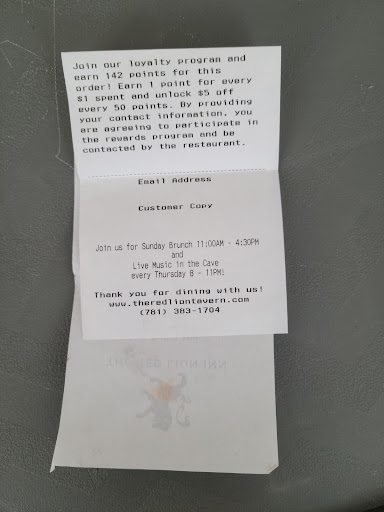 Join our loyalty program and
earn 142 points for this
order! Earn 1 point for every
$1 spent and unlock $5 off
every 50 points. By providing
your contact information, you
are agreeing to participate in
the rewards program and be
contacted by the restaurant.
Email Address
Customer Copy
Join us for Sunday Brunch 11:00AM - 4:30PM
and
Live Music in the Cave
every Thursday 8 - 11PM!
Thank you for dining with us!
www.theredliontavern.com
(781) 383-1704